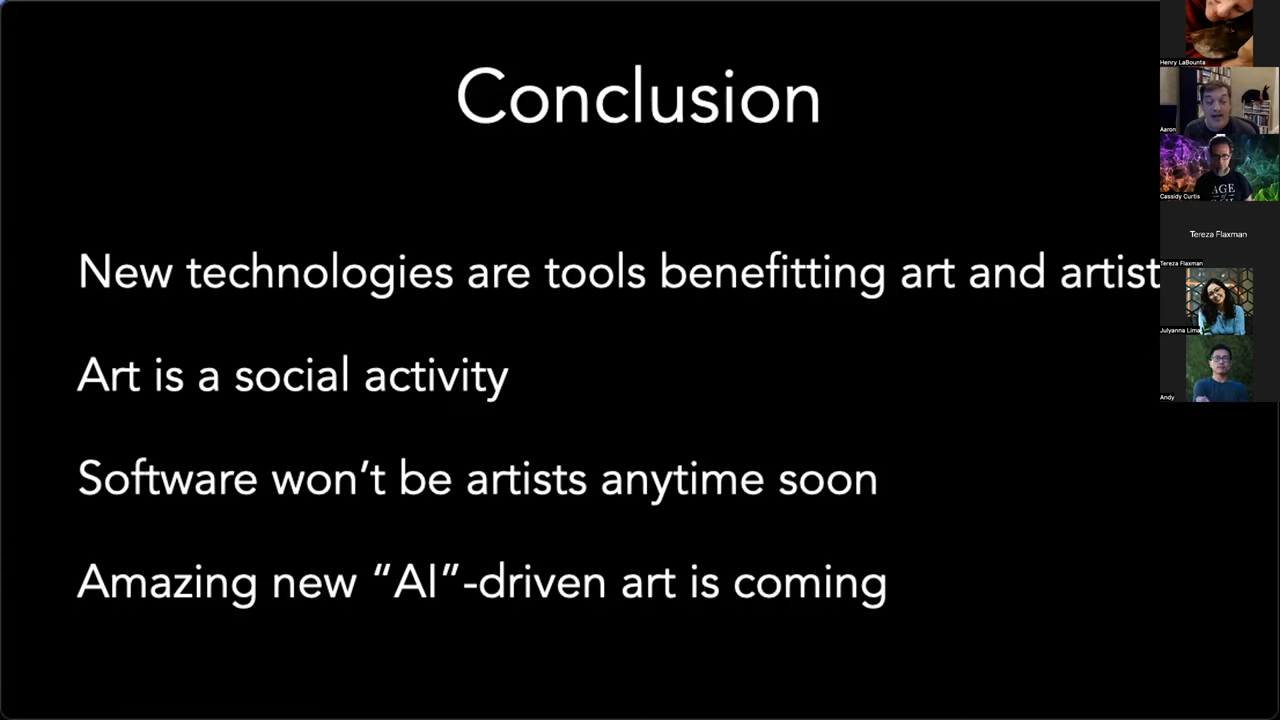 Conclusion
New technologies are tools benefitting art and artist
Art is a social activity
Software won’t be artists anytime soon
Amazing new “AI”-driven art is coming
Henry LaBounta
Aaron
Cassidy Curtis
AGE
Tereza Flaxman
Tereza Flaxman
Julyanna Lima
Andy